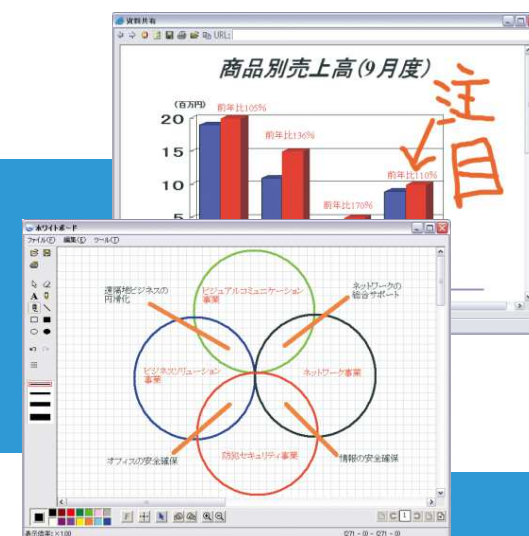 資料共有
URL:
商品別売上高(9月度)
(百万円)
20
15
10
5
前年比105%
前年比136%
前年比170%
前年比110%
注目
ホワイトボード
ファイル(F) 編集(E) ツール(T)
遠隔地ビジネスの
円滑化
ビジュアルコミュニケーション
事業
ネットワークの
総合サポート
ビジネスソリューション
事業
ネットワーク事業
オフィスの安全確保
防犯セキュリティ事業
情報の安全確保
表示倍率:×1.00
(271 - 0) - (271 - 0)